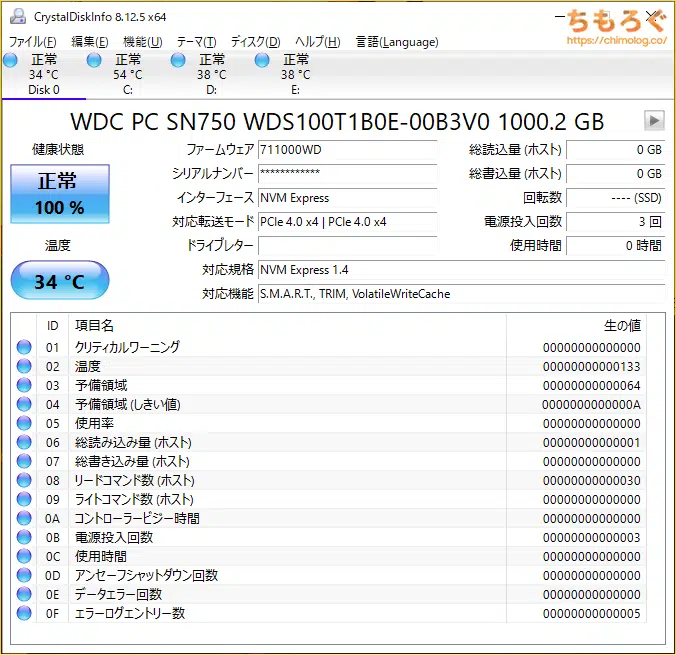 CrystalDiskInfo 8.12.5 x64
ちもろぐ
https://chimolog.co/
ファイル(F) 編集(E) 機能(U) テーマ(T) ディスク(D) ヘルプ(H) 言語(Language)
正常 正常 正常 正常
34 °C 54 °C 38 °C 38 °C
Disk 0 C: D: E:
WDC PC SN750 WDS100T1B0E-00B3V0 1000.2 GB
健康状態 ファームウェア 711000WD 総読込量 (ホスト) 0 GB
正常 シリアルナンバー ************ 総書込量 (ホスト) 0 GB
100 % インターフェース NVM Express 回転数 ---- (SSD)
対応転送モード PCIe 4.0 x4 | PCIe 4.0 x4 電源投入回数 3 回
温度 ドライブレター 使用時間 0 時間
34 °C 対応規格 NVM Express 1.4
対応機能 S.M.A.R.T., TRIM, VolatileWriteCache
ID 項目名 生の値
01 クリティカルワーニング 00000000000000
02 温度 00000000000133
03 予備領域 00000000000064
04 予備領域 (しきい値) 0000000000000A
05 使用率 00000000000000
06 総読み込み量 (ホスト) 00000000000001
07 総書き込み量 (ホスト) 00000000000000
08 リードコマンド数 (ホスト) 00000000000030
09 ライトコマンド数 (ホスト) 00000000000000
0A コントローラービジー時間 00000000000000
0B 電源投入回数 00000000000003
0C 使用時間 00000000000000
0D アンセーフシャットダウン回数 00000000000000
0E データエラー回数 00000000000000
0F エラーログエントリー数 00000000000005